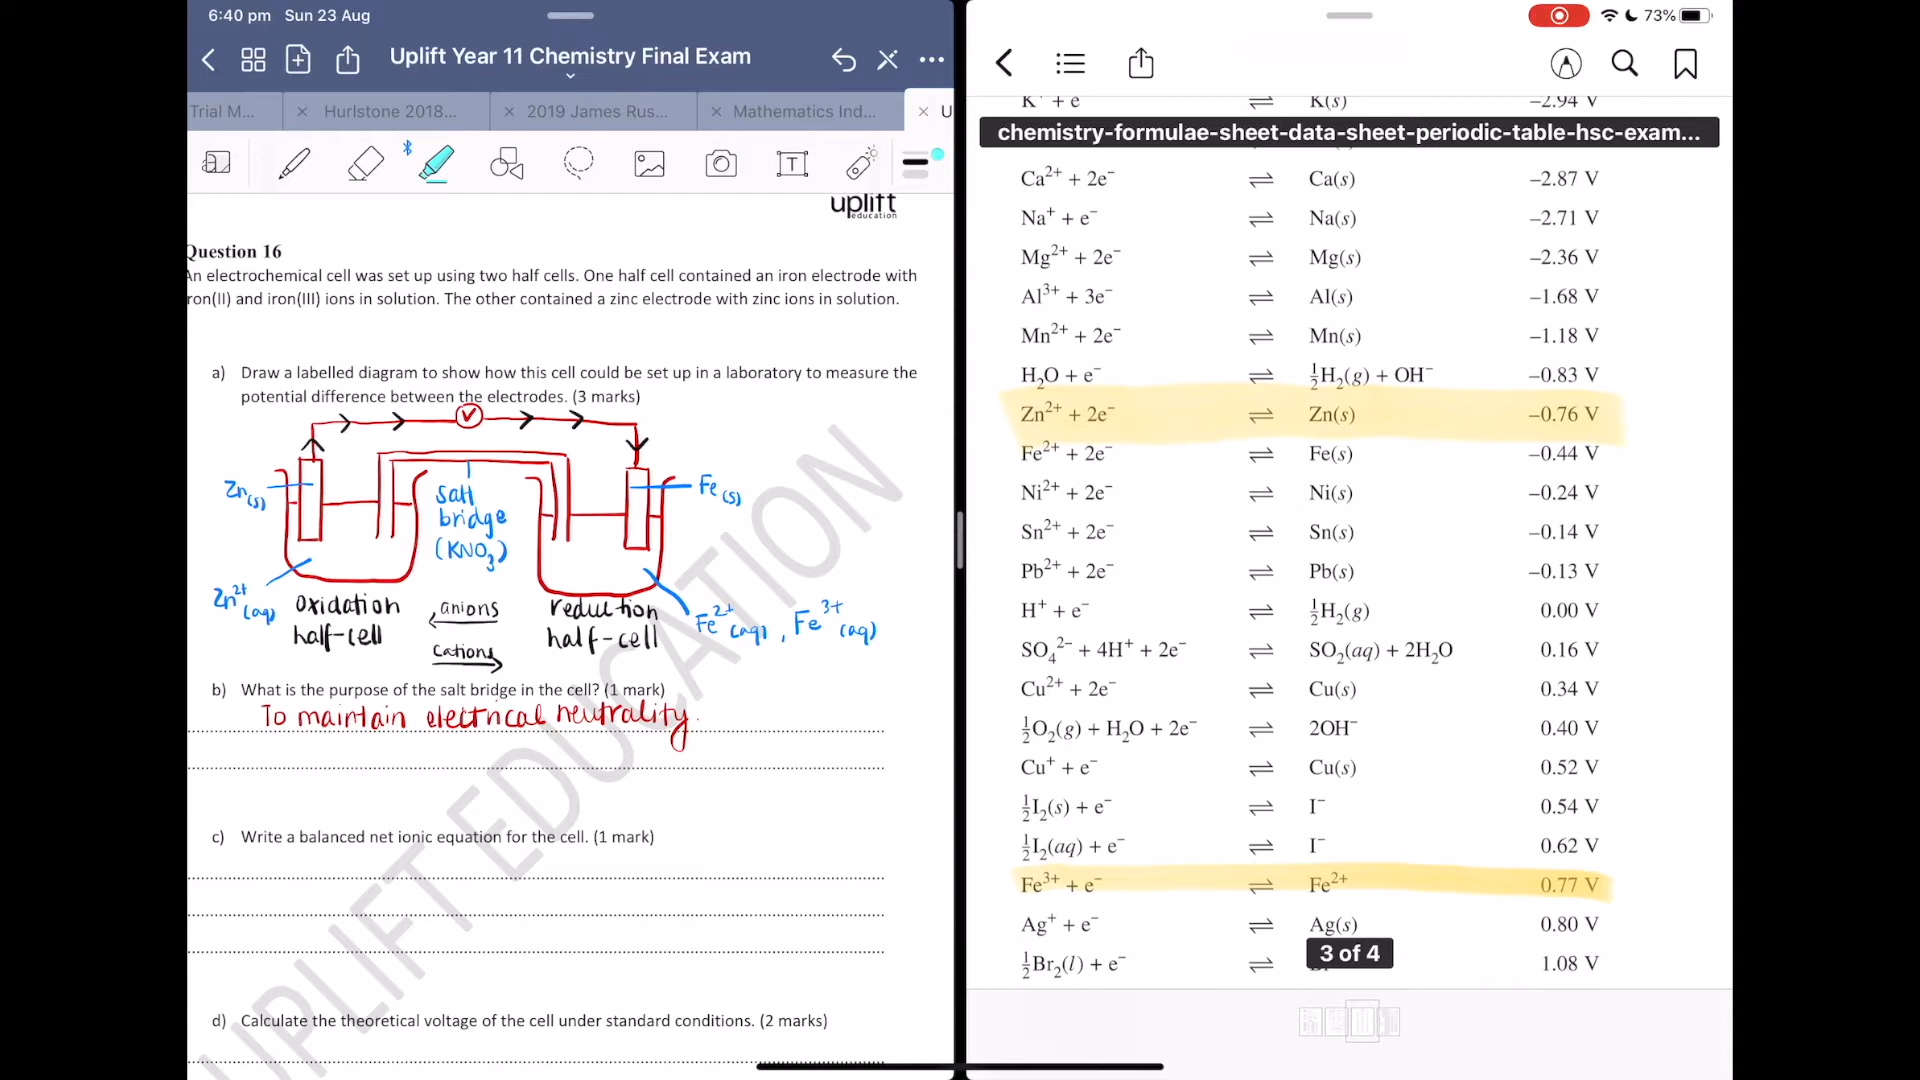 6:40 pm Sun 23 Aug
73%
Uplift Year 11 Chemistry Final Exam
Trial M...
Hurlstone 2018...
2019 James Rus...
Mathematics Ind...
U
T
uplift
education
Question 16
An electrochemical cell was set up using two half cells. One half cell contained an iron electrode with
ron(II) and iron(III) ions in solution. The other contained a zinc electrode with zinc ions in solution.
a) Draw a labelled diagram to show how this cell could be set up in a laboratory to measure the
potential difference between the electrodes. (3 marks)
V
Zn(s)
Salt
bridge
(KNO₃)
Fe(s)
Zn²⁺(aq)
oxidation
half-cell
anions
cations
reduction
half-cell
Fe²⁺(aq), Fe³⁺(aq)
b) What is the purpose of the salt bridge in the cell? (1 mark)
To maintain electrical neutrality.
c) Write a balanced net ionic equation for the cell. (1 mark)
d) Calculate the theoretical voltage of the cell under standard conditions. (2 marks)
UPLIFT EDUCATION
K⁺ + e⁻ ⇌ K(s) –2.94 V
chemistry-formulae-sheet-data-sheet-periodic-table-hsc-exam...
Ca²⁺ + 2e⁻ ⇌ Ca(s) –2.87 V
Na⁺ + e⁻ ⇌ Na(s) –2.71 V
Mg²⁺ + 2e⁻ ⇌ Mg(s) –2.36 V
Al³⁺ + 3e⁻ ⇌ Al(s) –1.68 V
Mn²⁺ + 2e⁻ ⇌ Mn(s) –1.18 V
H₂O + e⁻ ⇌ ½H₂(g) + OH⁻ –0.83 V
Zn²⁺ + 2e⁻ ⇌ Zn(s) –0.76 V
Fe²⁺ + 2e⁻ ⇌ Fe(s) –0.44 V
Ni²⁺ + 2e⁻ ⇌ Ni(s) –0.24 V
Sn²⁺ + 2e⁻ ⇌ Sn(s) –0.14 V
Pb²⁺ + 2e⁻ ⇌ Pb(s) –0.13 V
H⁺ + e⁻ ⇌ ½H₂(g) 0.00 V
SO₄²⁻ + 4H⁺ + 2e⁻ ⇌ SO₂(aq) + 2H₂O 0.16 V
Cu²⁺ + 2e⁻ ⇌ Cu(s) 0.34 V
½O₂(g) + H₂O + 2e⁻ ⇌ 2OH⁻ 0.40 V
Cu⁺ + e⁻ ⇌ Cu(s) 0.52 V
½I₂(s) + e⁻ ⇌ I⁻ 0.54 V
½I₂(aq) + e⁻ ⇌ I⁻ 0.62 V
Fe³⁺ + e⁻ ⇌ Fe²⁺ 0.77 V
Ag⁺ + e⁻ ⇌ Ag(s) 0.80 V
½Br₂(l) + e⁻ ⇌ 1.08 V
3 of 4